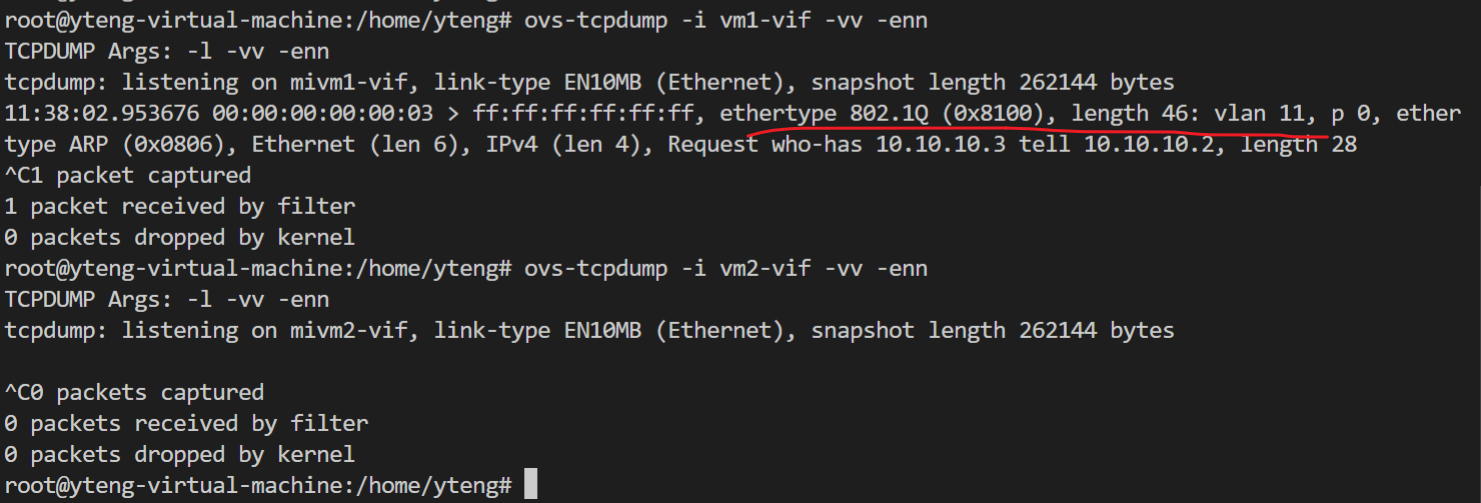 root@yteng-virtual-machine:/home/yteng# ovs-tcpdump -i vm1-vif -vv -enn
TCPDUMP Args: -l -vv -enn
tcpdump: listening on mivm1-vif, link-type EN10MB (Ethernet), snapshot length 262144 bytes
11:38:02.953676 00:00:00:00:00:03 > ff:ff:ff:ff:ff:ff, ethertype 802.1Q (0x8100), length 46: vlan 11, p 0, ether
type ARP (0x0806), Ethernet (len 6), IPv4 (len 4), Request who-has 10.10.10.3 tell 10.10.10.2, length 28
^C1 packet captured
1 packet received by filter
0 packets dropped by kernel
root@yteng-virtual-machine:/home/yteng# ovs-tcpdump -i vm2-vif -vv -enn
TCPDUMP Args: -l -vv -enn
tcpdump: listening on mivm2-vif, link-type EN10MB (Ethernet), snapshot length 262144 bytes
^C0 packets captured
0 packets received by filter
0 packets dropped by kernel
root@yteng-virtual-machine:/home/yteng#